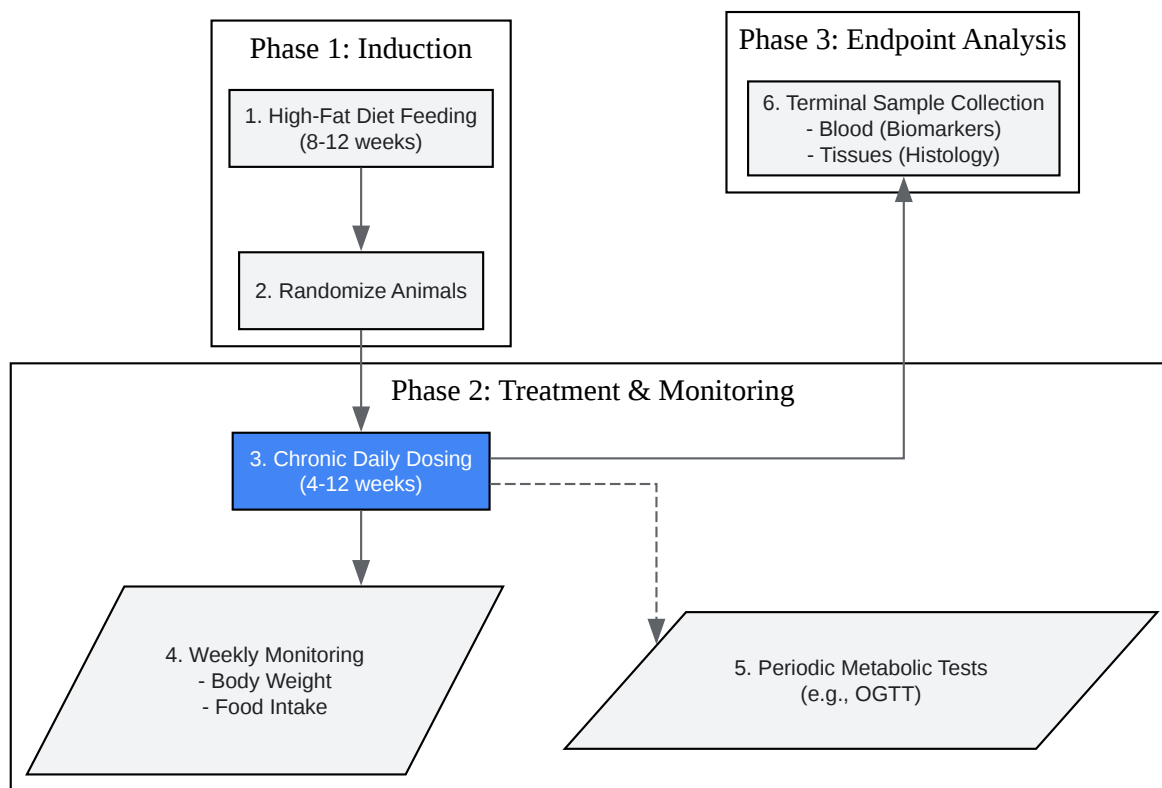 Phase 1: Induction
1. High-Fat Diet Feeding
(8-12 weeks)
2. Randomize Animals
Phase 2: Treatment & Monitoring
3. Chronic Daily Dosing
(4-12 weeks)
4. Weekly Monitoring
- Body Weight
- Food Intake
5. Periodic Metabolic Tests
(e.g., OGTT)
Phase 3: Endpoint Analysis
6. Terminal Sample Collection
- Blood (Biomarkers)
- Tissues (Histology)